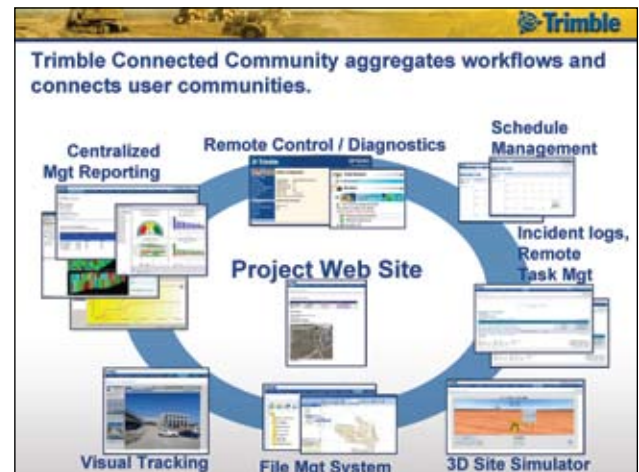 Trimble
Trimble Connected Community aggregates workflows and
connects user communities.
Centralized
Mgt Reporting
Remote Control / Diagnostics
Schedule
Management
Incident logs,
Remote
Task Mgt
Project Web Site
Visual Tracking
File Mgt System
3D Site Simulator